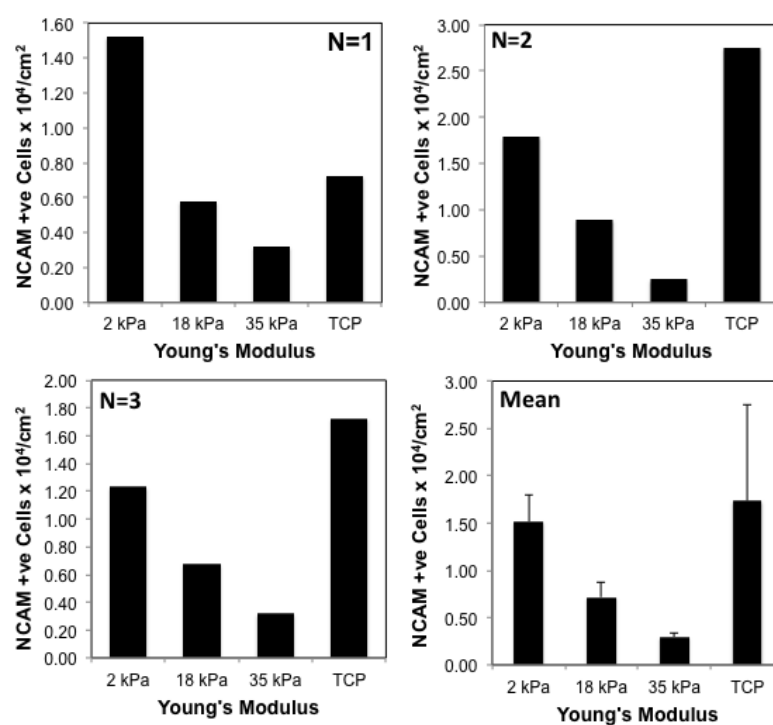 N=1
NCAM +ve Cells x 10⁴/cm²
1.60
1.40
1.20
1.00
0.80
0.60
0.40
0.20
0.00
2 kPa 18 kPa 35 kPa TCP
Young's Modulus
N=2
NCAM +ve Cells x 10⁴/cm²
3.00
2.50
2.00
1.50
1.00
0.50
0.00
2 kPa 18 kPa 35 kPa TCP
Young's Modulus
N=3
NCAM +ve Cells x 10⁴/cm²
2.00
1.80
1.60
1.40
1.20
1.00
0.80
0.60
0.40
0.20
0.00
2 kPa 18 kPa 35 kPa TCP
Young's Modulus
Mean
NCAM +ve Cells x 10⁴/cm²
3.00
2.50
2.00
1.50
1.00
0.50
0.00
2 kPa 18 kPa 35 kPa TCP
Young's Modulus